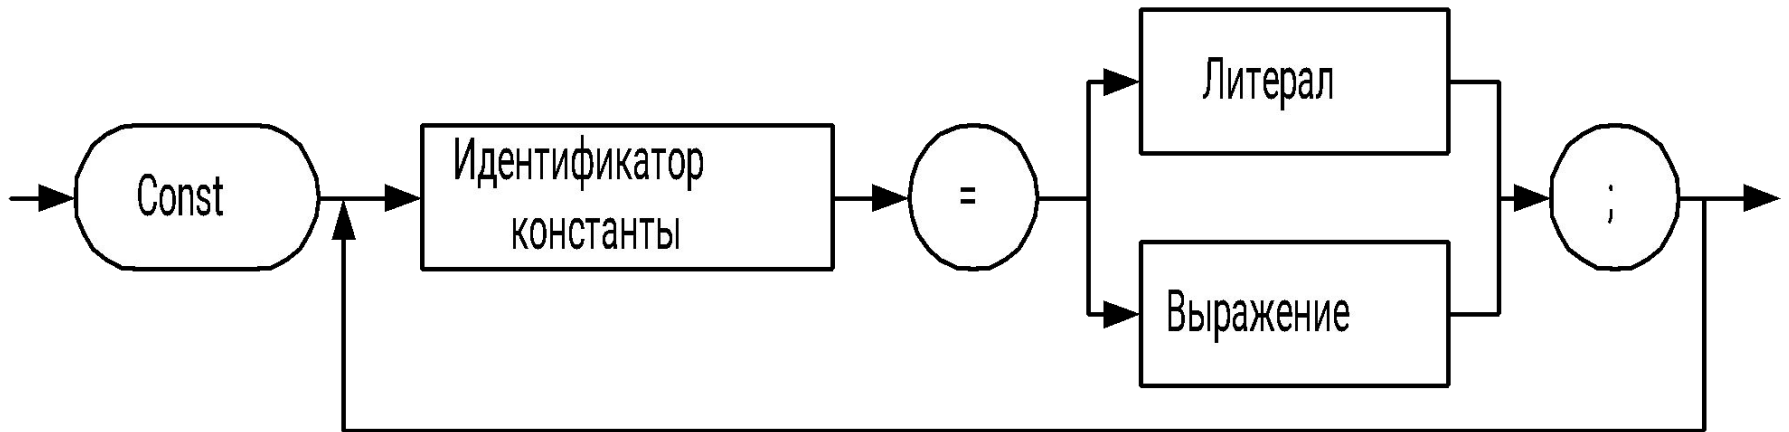 Const
Идентификатор
константы
=
Литерал
Выражение
;